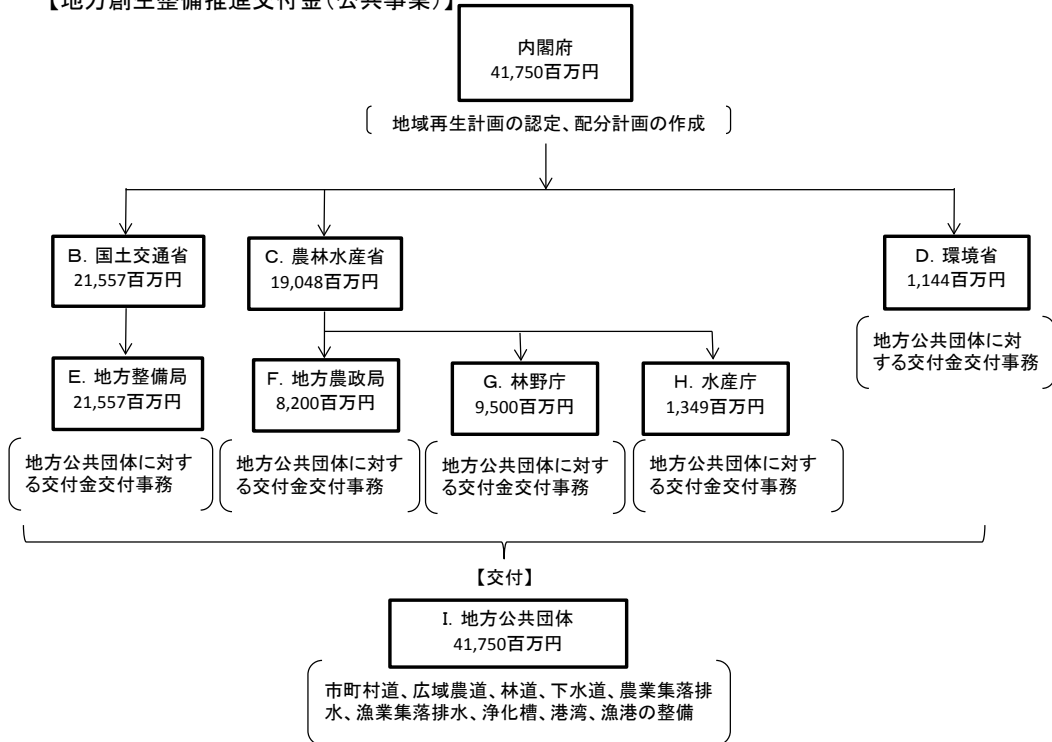 【地方創生整備推進交付金(公共事業)】
内閣府
41,750百万円
地域再生計画の認定、配分計画の作成
B. 国土交通省
21,557百万円
C. 農林水産省
19,048百万円
D. 環境省
1,144百万円
地方公共団体に対
する交付金交付事務
E. 地方整備局
21,557百万円
F. 地方農政局
8,200百万円
G. 林野庁
9,500百万円
H. 水産庁
1,349百万円
地方公共団体に対す
る交付金交付事務
地方公共団体に対す
る交付金交付事務
地方公共団体に対す
る交付金交付事務
地方公共団体に対す
る交付金交付事務
【交付】
I. 地方公共団体
41,750百万円
市町村道、広域農道、林道、下水道、農業集落排
水、漁業集落排水、浄化槽、港湾、漁港の整備